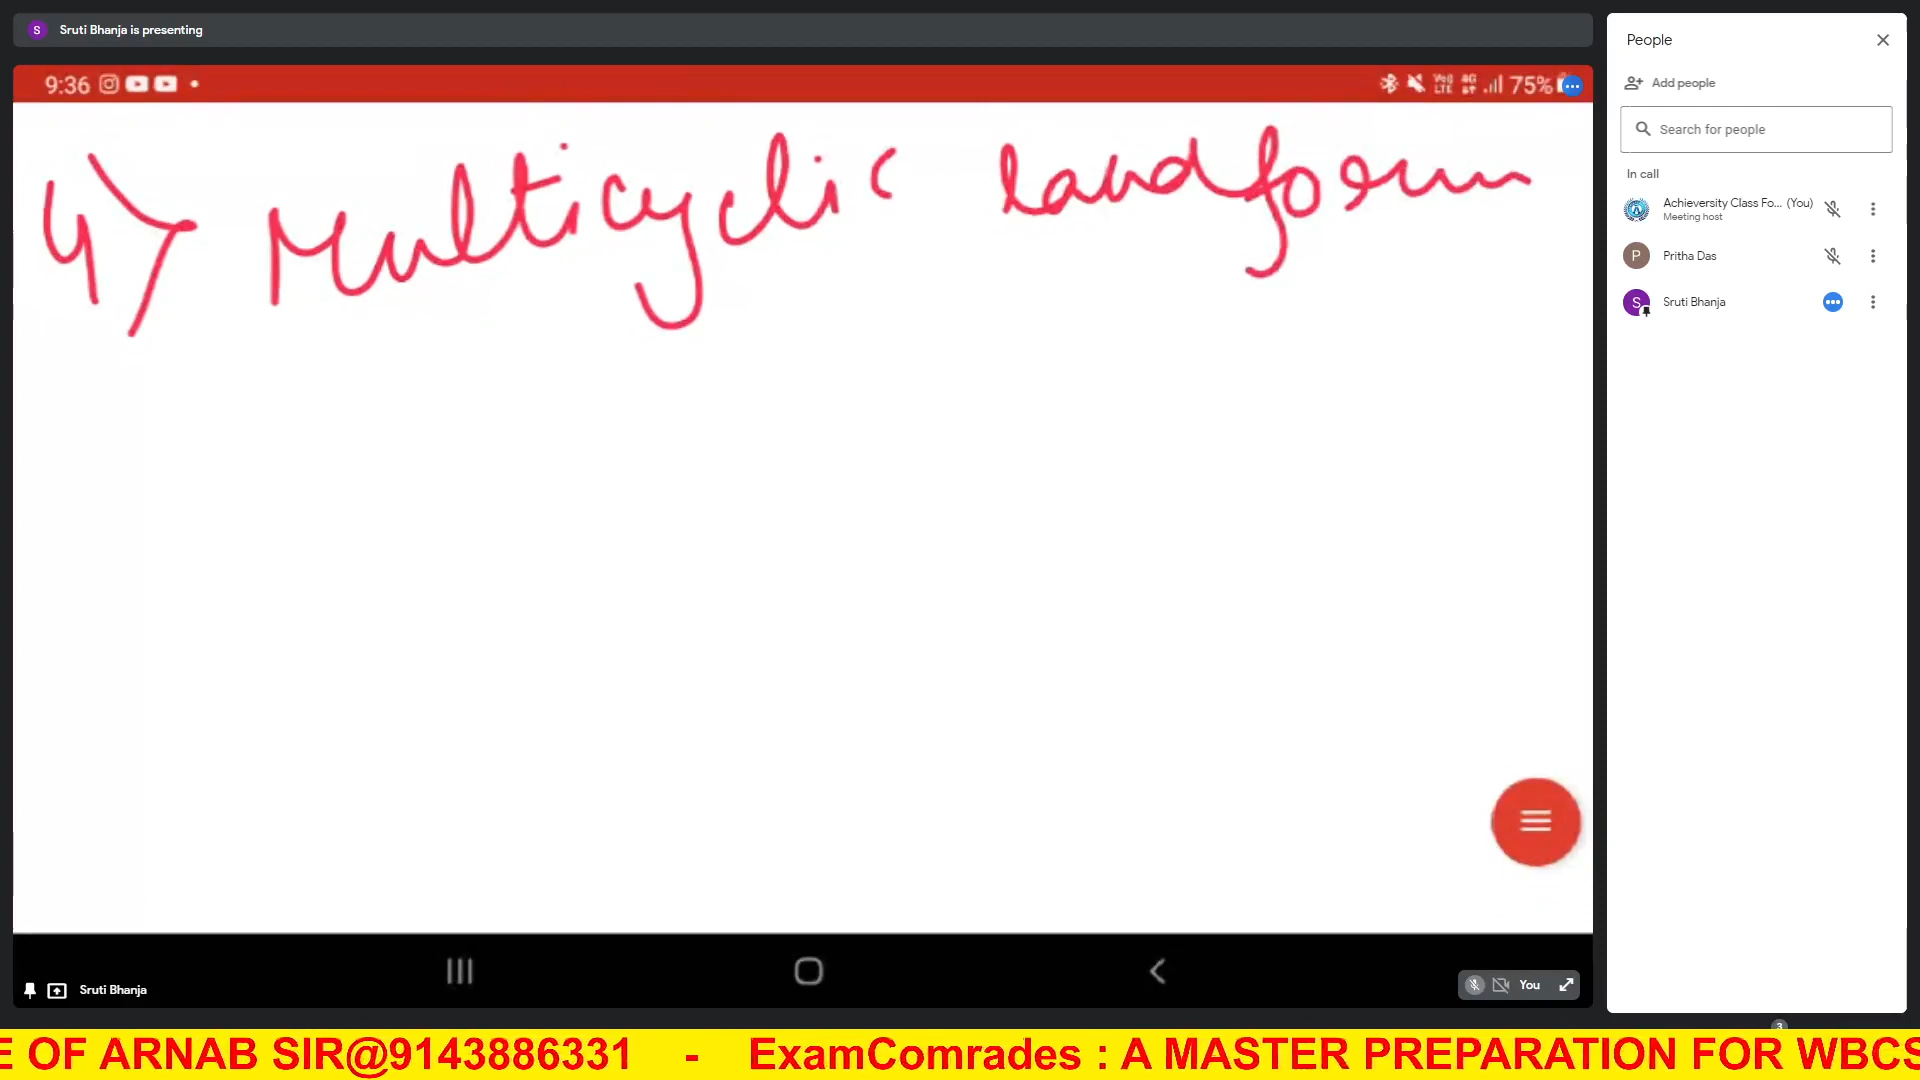 S Sruti Bhanja is presenting
9:36 75%
4) Multicyclic landform
Sruti Bhanja
You
People
Add people
Search for people
In call
Achieversity Class Fo... (You)
Meeting host
P Pritha Das
S Sruti Bhanja
3
E OF ARNAB SIR@9143886331 - ExamComrades : A MASTER PREPARATION FOR WBCS